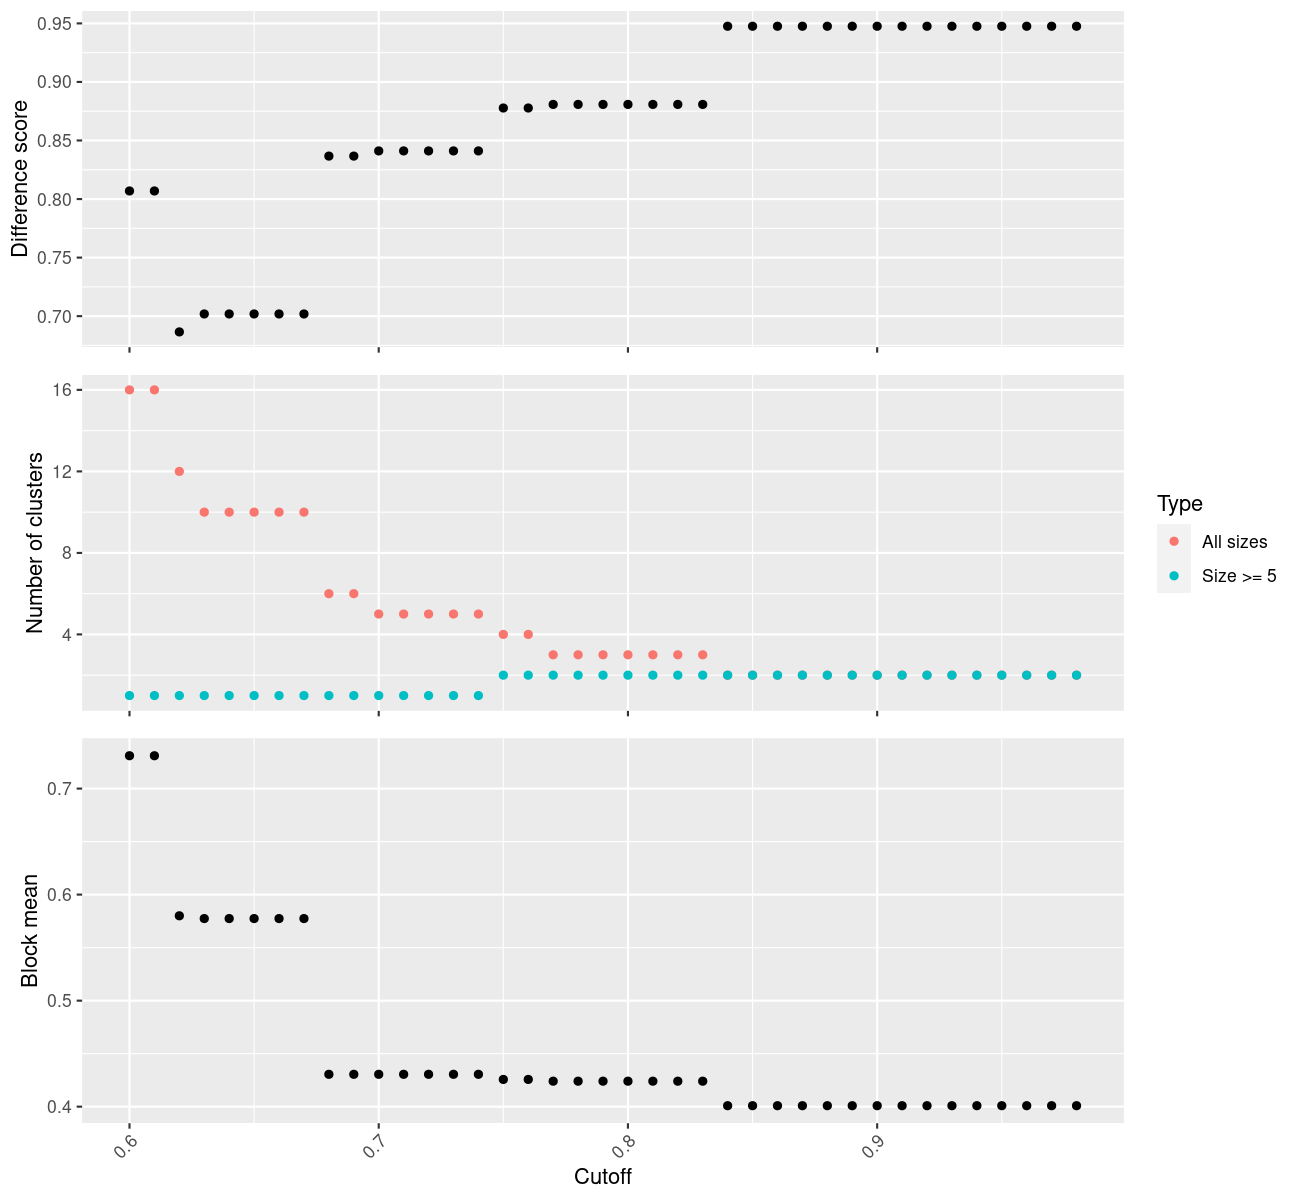 Difference score
0.95
0.90
0.85
0.80
0.75
0.70
Number of clusters
16
12
8
4
Type
All sizes
Size >= 5
Block mean
0.7
0.6
0.5
0.4
0.6 0.7 0.8 0.9
Cutoff